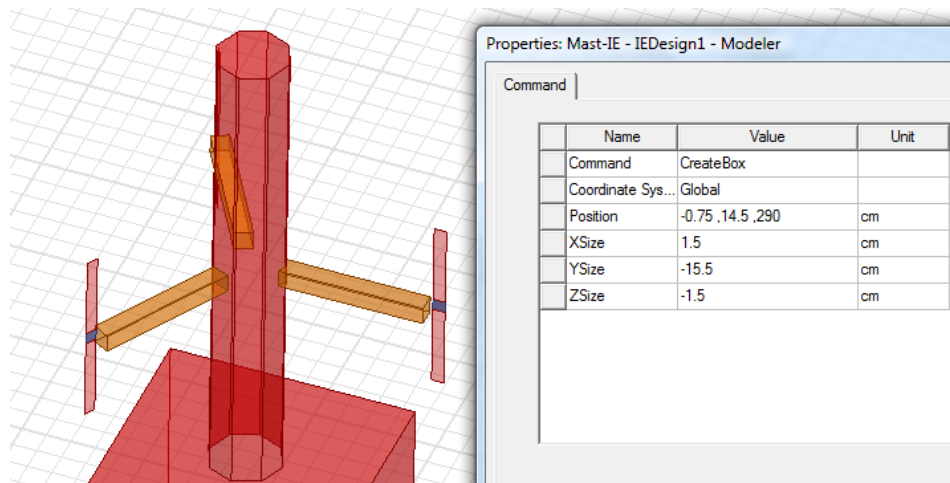 Properties: Mast-IE - IEDesign1 - Modeler
Command
Name Value Unit
Command CreateBox
Coordinate Sys... Global
Position -0.75 ,14.5 ,290 cm
XSize 1.5 cm
YSize -15.5 cm
ZSize -1.5 cm